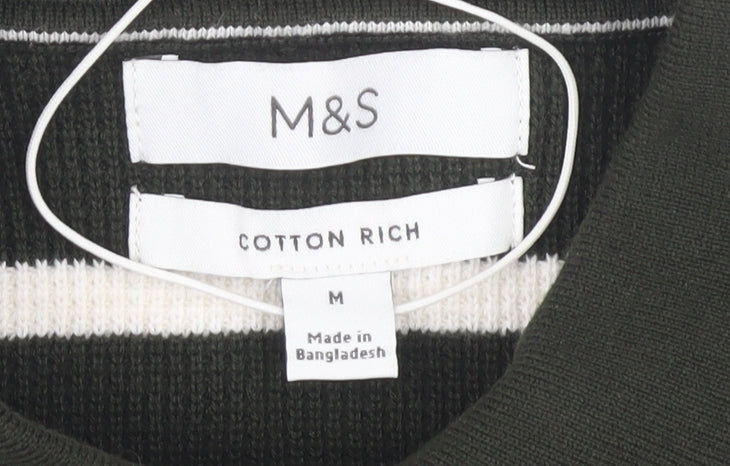 M&S
COTTON RICH
M
Made in
Bangladesh